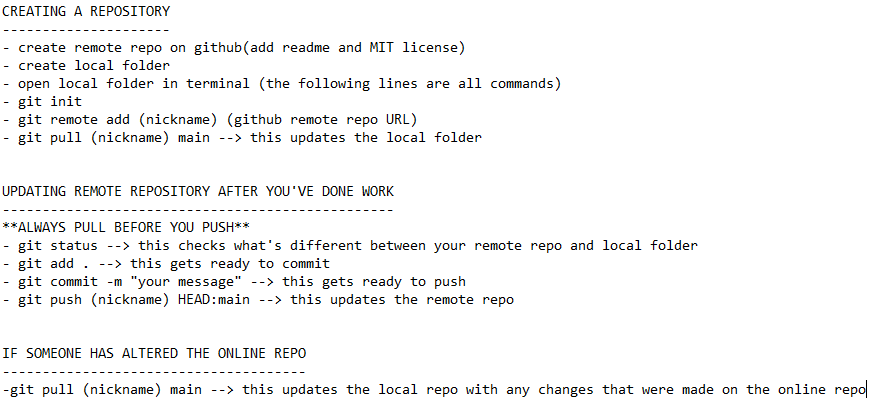 CREATING A REPOSITORY
---------------------
- create remote repo on github(add readme and MIT license)
- create local folder
- open local folder in terminal (the following lines are all commands)
- git init
- git remote add (nickname) (github remote repo URL)
- git pull (nickname) main --> this updates the local folder
UPDATING REMOTE REPOSITORY AFTER YOU'VE DONE WORK
-------------------------------------------------
**ALWAYS PULL BEFORE YOU PUSH**
- git status --> this checks what's different between your remote repo and local folder
- git add . --> this gets ready to commit
- git commit -m "your message" --> this gets ready to push
- git push (nickname) HEAD:main --> this updates the remote repo
IF SOMEONE HAS ALTERED THE ONLINE REPO
--------------------------------------
-git pull (nickname) main --> this updates the local repo with any changes that were made on the online repo